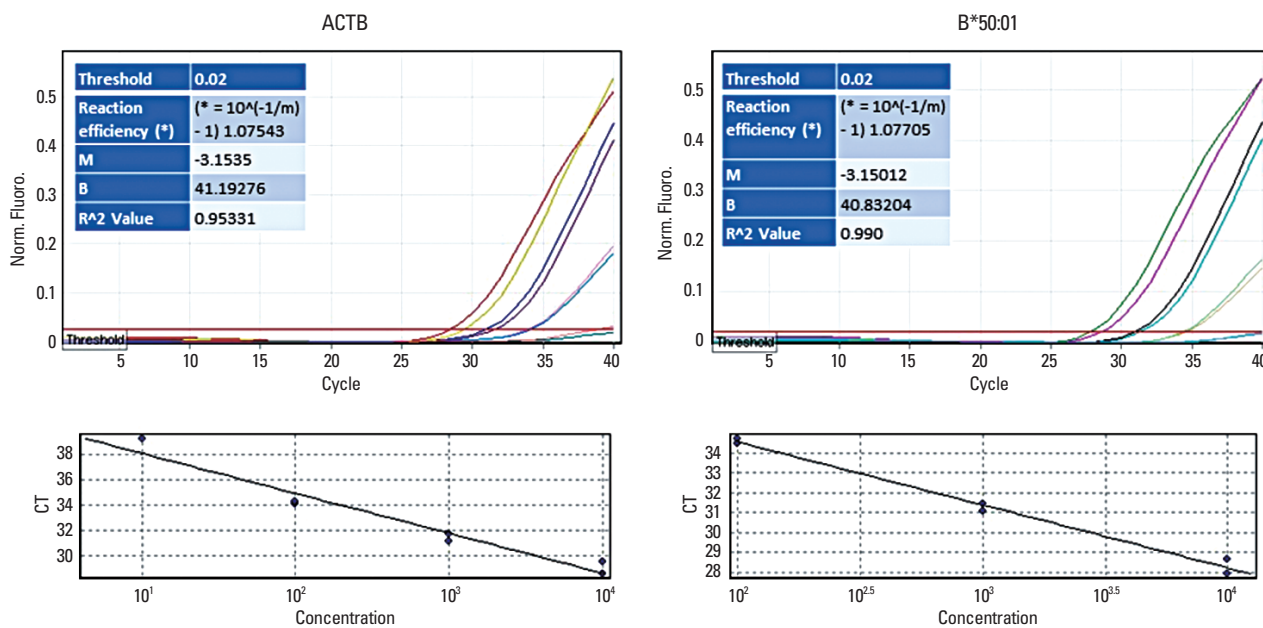 ACTB
Threshold 0.02
Reaction efficiency (*) (* = 10^(-1/m) - 1) 1.07543
M -3.1535
B 41.19276
R^2 Value 0.95331
Norm. Fluoro.
0.5
0.4
0.3
0.2
0.1
0
Threshold
5 10 15 20 25 30 35 40
Cycle
B*50:01
Threshold 0.02
Reaction efficiency (*) (* = 10^(-1/m) - 1) 1.07705
M -3.15012
B 40.83204
R^2 Value 0.990
Norm. Fluoro.
0.5
0.4
0.3
0.2
0.1
0
Threshold
5 10 15 20 25 30 35 40
Cycle
CT
38
36
34
32
30
10^1 10^2 10^3 10^4
Concentration
CT
34
33
32
31
30
29
28
10^2 10^2.5 10^3 10^3.5 10^4
Concentration